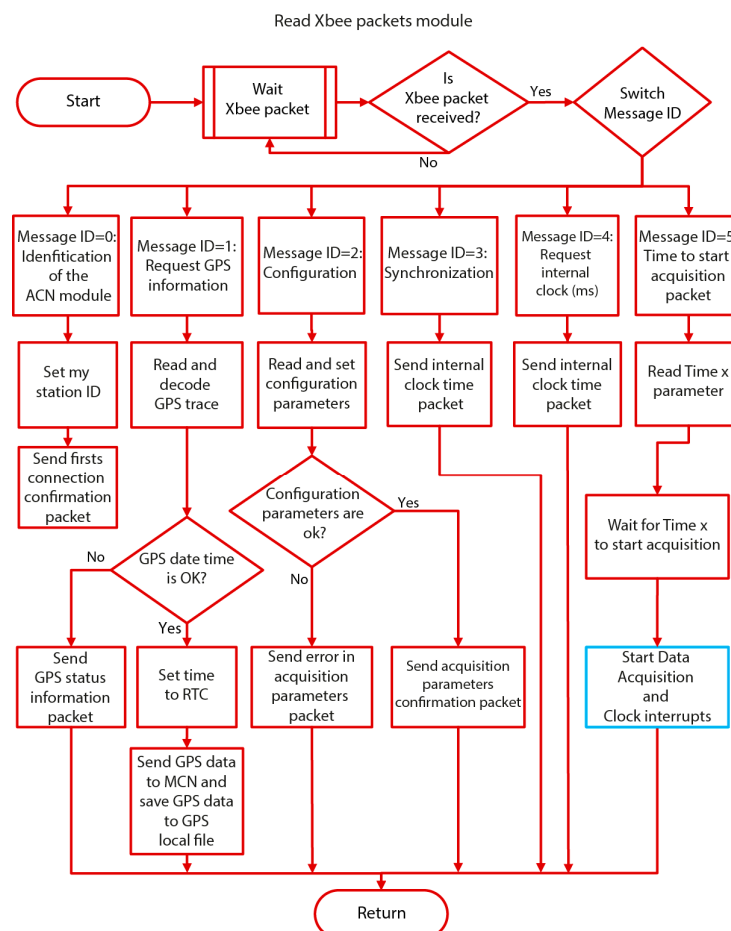 Read Xbee packets module
Start
Wait
Xbee packet
Is
Xbee packet
received?
Yes
No
Switch
Message ID
Message ID=0:
Idenfitication of the
ACN module
Message ID=1:
Request GPS
information
Message ID=2:
Configuration
Message ID=3:
Synchronization
Message ID=4:
Request
internal
clock (ms)
Message ID=5
Time to start
acquisition
packet
Set my
station ID
Read and
decode
GPS trace
Read and set
configuration
parameters
Send internal
clock time
packet
Send internal
clock time
packet
Read Time x
parameter
Send firsts
connection
confirmation
packet
Configuration
parameters are
ok?
Yes
No
Wait for Time x
to start acquisition
GPS date time
is OK?
No
Yes
Send
GPS status
information
packet
Set time
to RTC
Send error in
acquisition
parameters
packet
Send acquisition
parameters
confirmation packet
Start Data
Acquisition
and
Clock interrupts
Send GPS data
to MCN and
save GPS data
to GPS
local file
Return